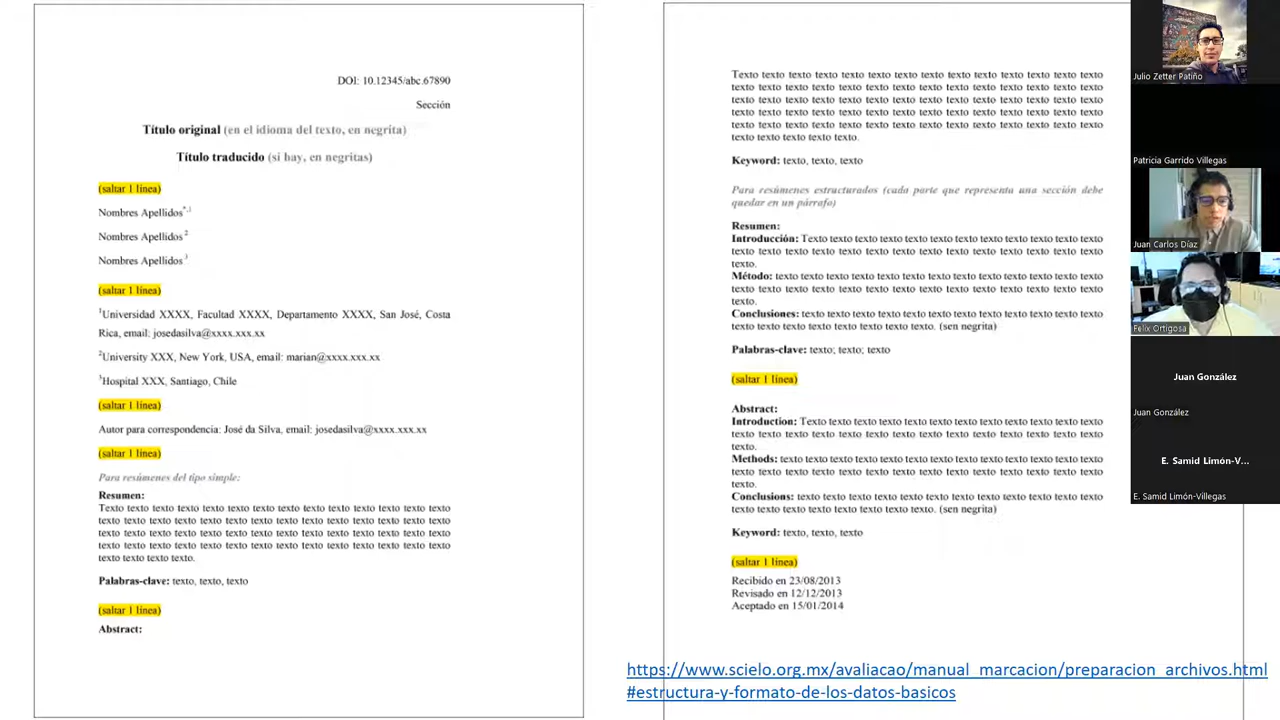 DOI: 10.12345/abc.67890
Sección
Título original (en el idioma del texto, en negrita)
Título traducido (si hay, en negritas)
(saltar 1 línea)
Nombres Apellidos*,1
Nombres Apellidos2
Nombres Apellidos3
(saltar 1 línea)
1Universidad XXXX, Facultad XXXX, Departamento XXXX, San José, Costa
Rica, email: josedasilva@xxxx.xxx.xx
2University XXX, New York, USA, email: marian@xxxx.xxx.xx
3Hospital XXX, Santiago, Chile
(saltar 1 línea)
Autor para correspondencia: José da Silva, email: josedasilva@xxxx.xxx.xx
(saltar 1 línea)
Para resúmenes del tipo simple:
Resumen:
Texto texto texto texto texto texto texto texto texto texto texto texto texto
texto texto texto texto texto texto texto texto texto texto texto texto texto
texto texto texto texto texto texto texto texto texto texto texto texto texto
texto texto texto texto texto texto texto texto texto texto texto texto texto
texto texto texto texto.
Palabras-clave: texto, texto, texto
(saltar 1 línea)
Abstract:
Texto texto texto texto texto texto texto texto texto texto texto texto texto texto
texto texto texto texto texto texto texto texto texto texto texto texto texto texto
texto texto texto texto texto texto texto texto texto texto texto texto texto texto
texto texto texto texto texto texto texto texto texto texto texto texto texto texto
texto texto texto texto texto texto texto texto texto texto texto texto texto texto
texto texto texto texto texto.
Keyword: texto, texto, texto
Para resúmenes estructurados (cada parte que representa una sección debe
quedar en un párrafo)
Resumen:
Introducción: Texto texto texto texto texto texto texto texto texto texto texto
texto texto texto texto texto texto texto texto texto texto texto texto texto texto
texto.
Método: texto texto texto texto texto texto texto texto texto texto texto texto
texto texto texto texto texto texto texto texto texto texto texto texto texto texto
texto.
Conclusiones: texto texto texto texto texto texto texto texto texto texto texto
texto texto texto texto texto texto texto texto. (sen negrita)
Palabras-clave: texto; texto; texto
(saltar 1 línea)
Abstract:
Introduction: Texto texto texto texto texto texto texto texto texto texto texto
texto texto texto texto texto texto texto texto texto texto texto texto texto texto
texto.
Methods: texto texto texto texto texto texto texto texto texto texto texto texto
texto texto texto texto texto texto texto texto texto texto texto texto texto texto
texto.
Conclusions: texto texto texto texto texto texto texto texto texto texto texto
texto texto texto texto texto texto texto texto. (sen negrita)
Keyword: texto, texto, texto
(saltar 1 línea)
Recibido en 23/08/2013
Revisado en 12/12/2013
Aceptado en 15/01/2014
https://www.scielo.org.mx/avaliacao/manual_marcacion/preparacion_archivos.html
#estructura-y-formato-de-los-datos-basicos
Julio Zetter Patiño
Patricia Garrido Villegas
Juan Carlos Díaz
Felix Ortigosa
Juan González
Juan González
E. Samid Limón-V...
E. Samid Limón-Villegas